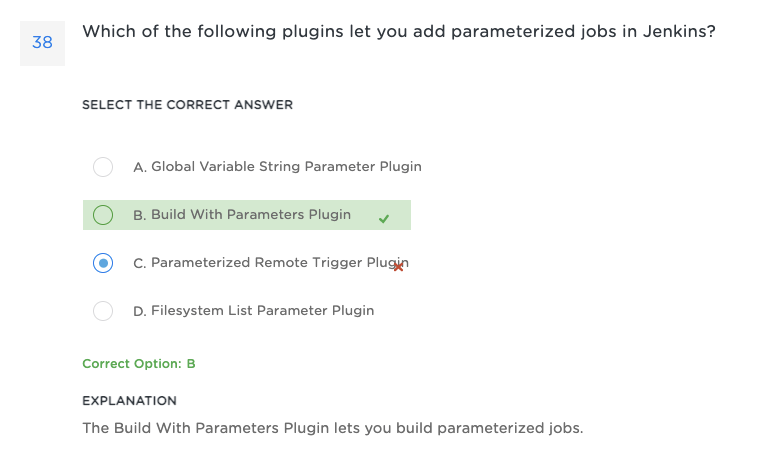 38
Which of the following plugins let you add parameterized jobs in Jenkins?
SELECT THE CORRECT ANSWER
A. Global Variable String Parameter Plugin
B. Build With Parameters Plugin
C. Parameterized Remote Trigger Plugin
D. Filesystem List Parameter Plugin
Correct Option: B
EXPLANATION
The Build With Parameters Plugin lets you build parameterized jobs.